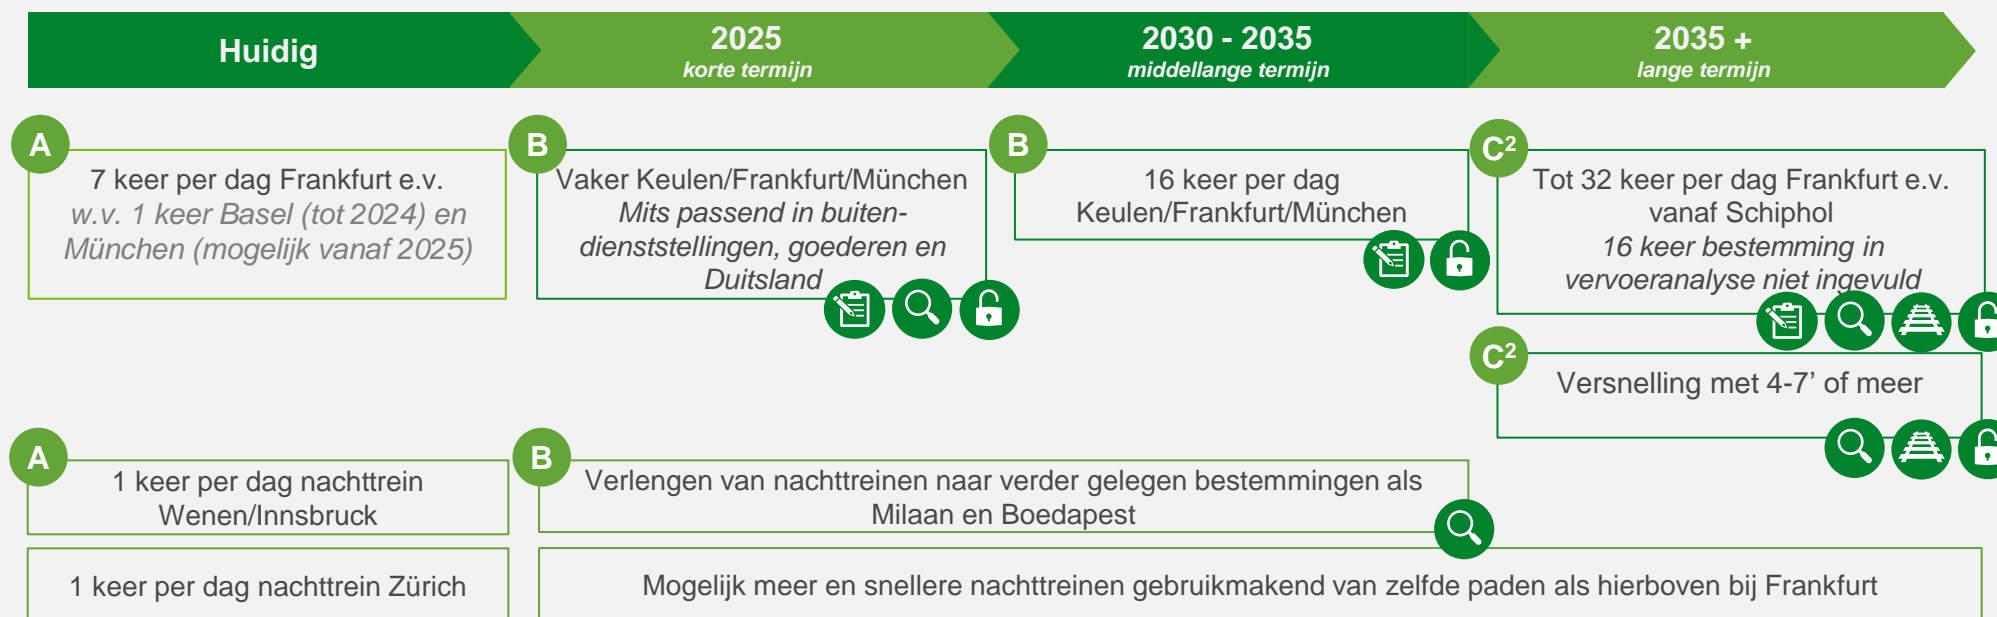 Huidig
2025
korte termijn
2030 - 2035
middellange termijn
2035 +
lange termijn
A
7 keer per dag Frankfurt e.v.
w.v. 1 keer Basel (tot 2024) en
München (mogelijk vanaf 2025)
B
Vaker Keulen/Frankfurt/München
Mits passend in buiten-
dienststellingen, goederen en
Duitsland
B
16 keer per dag
Keulen/Frankfurt/München
C²
Tot 32 keer per dag Frankfurt e.v.
vanaf Schiphol
16 keer bestemming in
vervoeranalyse niet ingevuld
C²
Versnelling met 4-7’ of meer
A
1 keer per dag nachttrein
Wenen/Innsbruck
B
Verlengen van nachttreinen naar verder gelegen bestemmingen als
Milaan en Boedapest
1 keer per dag nachttrein Zürich
Mogelijk meer en snellere nachttreinen gebruikmakend van zelfde paden als hierboven bij Frankfurt